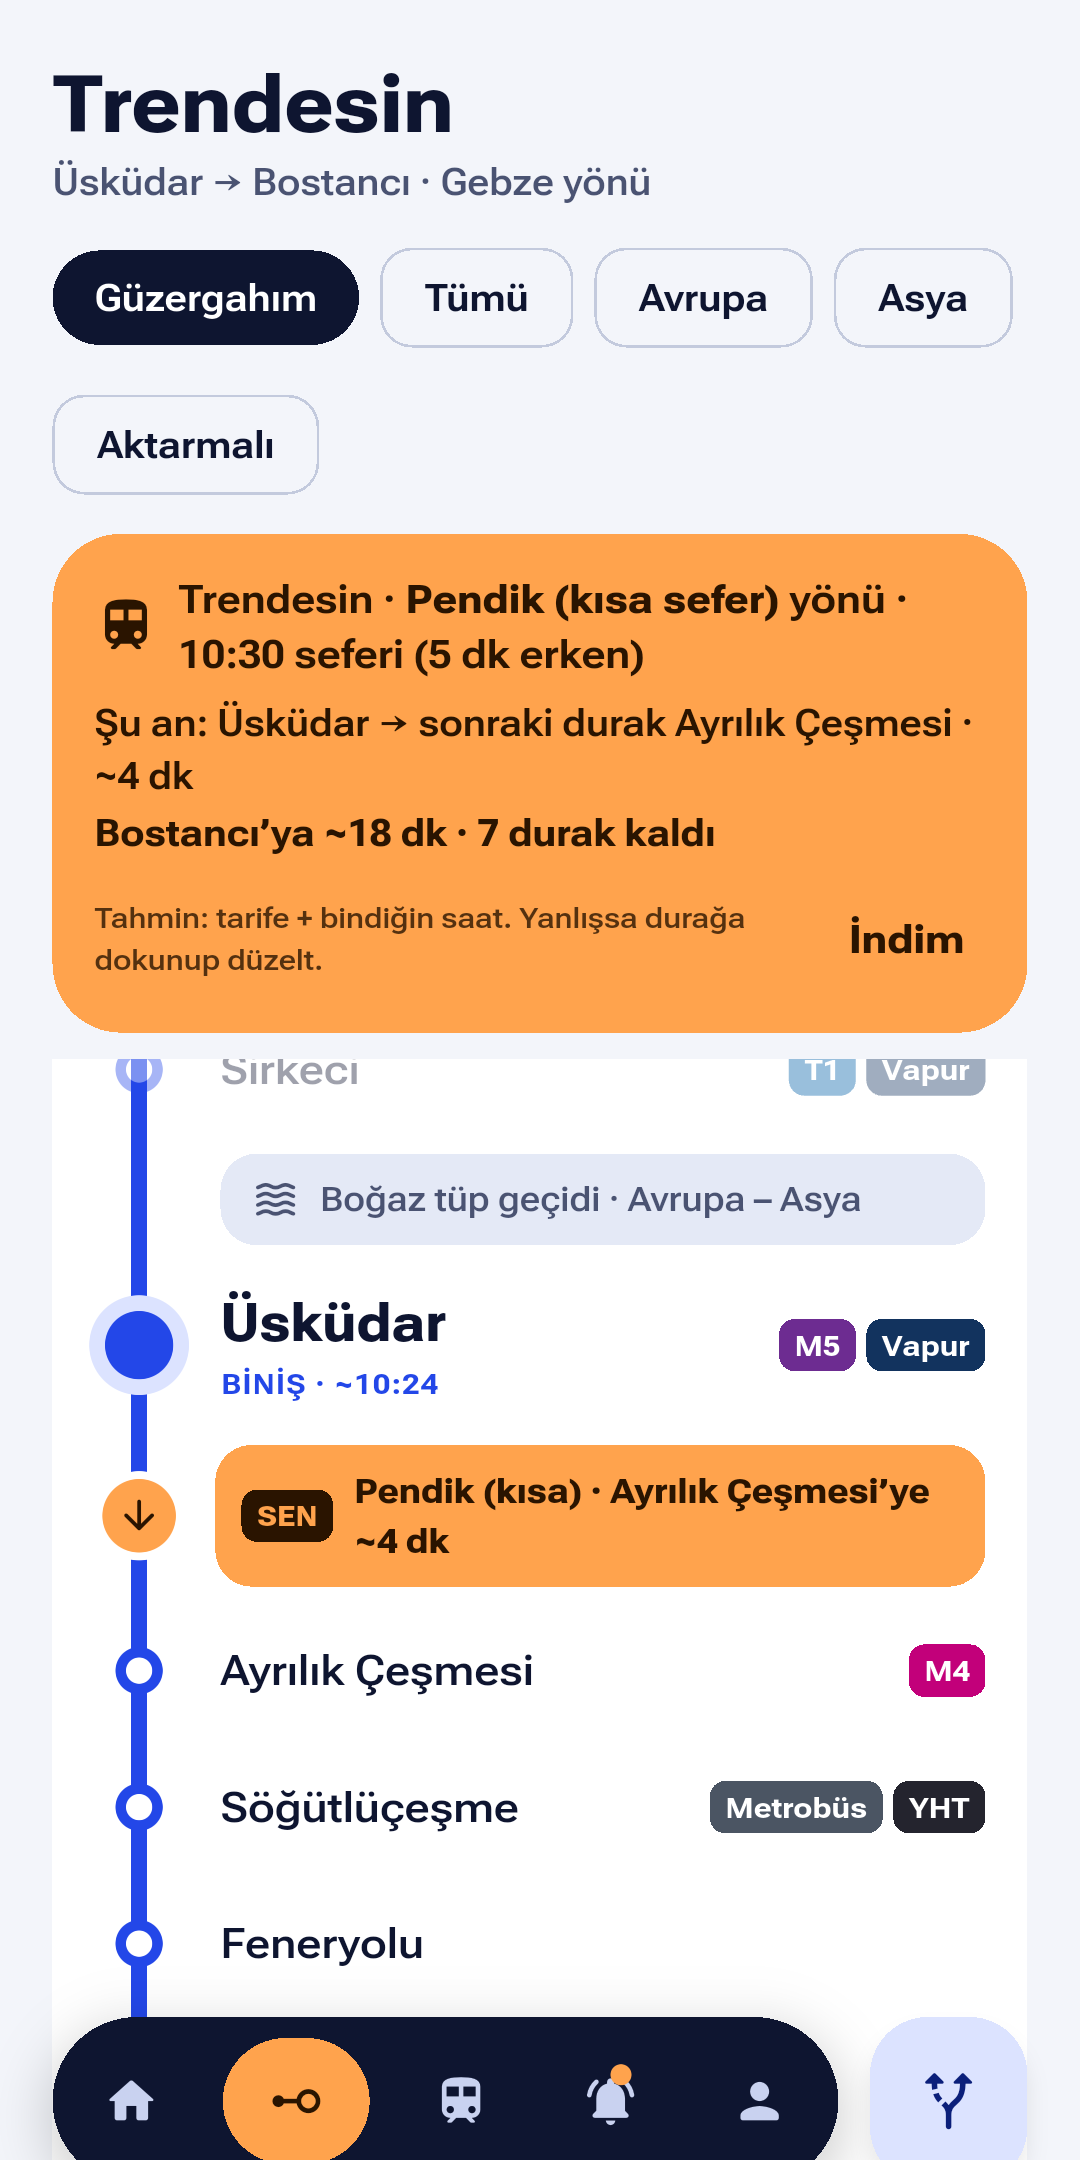 Trendesin
Üsküdar → Bostancı · Gebze yönü
Güzergahım
Tümü
Avrupa
Asya
Aktarmalı
Trendesin · Pendik (kısa sefer) yönü ·
10:30 seferi (5 dk erken)
Şu an: Üsküdar → sonraki durak Ayrılık Çeşmesi ·
~4 dk
Bostancı’ya ~18 dk · 7 durak kaldı
Tahmin: tarife + bindiğin saat. Yanlışsa durağa
dokunup düzelt.
İndim
Sirkeci
T1
Vapur
Boğaz tüp geçidi · Avrupa – Asya
Üsküdar
M5
Vapur
BİNİŞ · ~10:24
SEN
Pendik (kısa) · Ayrılık Çeşmesi’ye
~4 dk
Ayrılık Çeşmesi
M4
Söğütlüçeşme
Metrobüs
YHT
Feneryolu